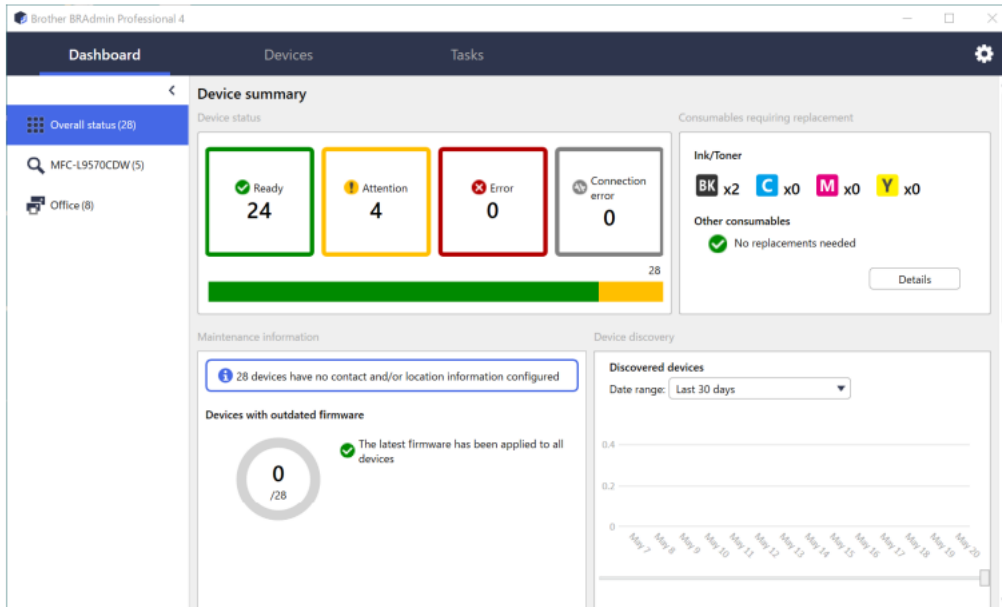 Brother BRAdmin Professional 4
Dashboard
Devices
Tasks
Overall status (28)
MFC-L9570CDW (5)
Office (8)
Device summary
Device status
Ready
24
Attention
4
Error
0
Connection
error
0
28
Consumables requiring replacement
Ink/Toner
BK x2 C x0 M x0 Y x0
Other consumables
No replacements needed
Details
Maintenance information
28 devices have no contact and/or location information configured
Devices with outdated firmware
0
/28
The latest firmware has been applied to all
devices
Device discovery
Discovered devices
Date range: Last 30 days
0.4
0.2
0
May 7 May 8 May 9 May 10 May 11 May 12 May 13 May 14 May 15 May 16 May 17 May 18 May 19 May 20